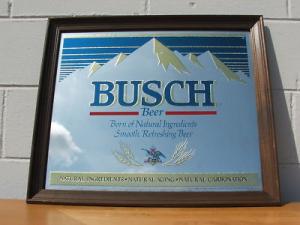 BUSCH
Beer
Born of Natural Ingredients
Smooth Refreshing Beer
NATURAL INGREDIENTS • NATURAL AGING • NATURAL CARBONATION